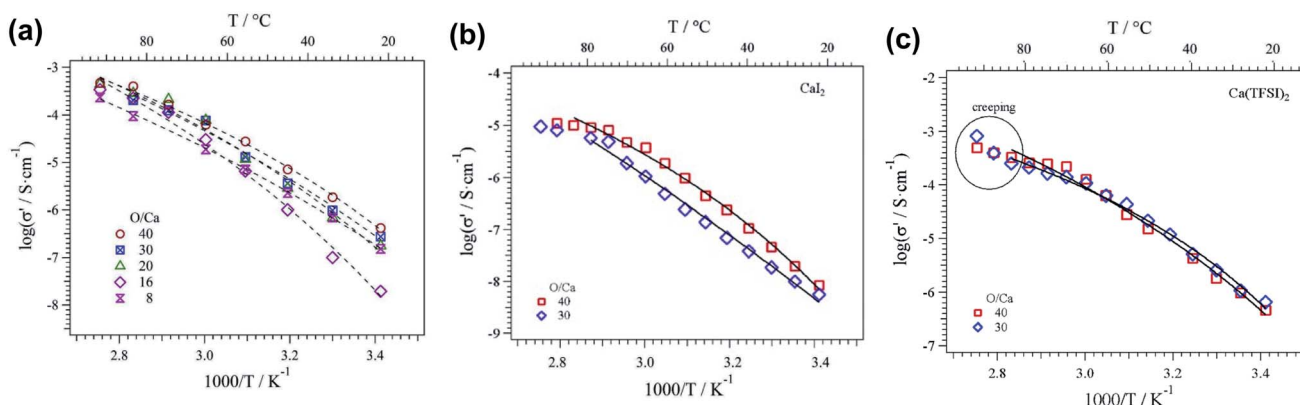 (a)
T / °C
80 60 40 20
-3
-4
-5
-6
-7
-8
log(σ' / S·cm⁻¹)
O/Ca
40
30
20
16
8
2.8 3.0 3.2 3.4
1000/T / K⁻¹
(b)
T / °C
80 60 40 20
-4
-5
-6
-7
-8
-9
log(σ' / S·cm⁻¹)
CaI₂
O/Ca
40
30
2.8 3.0 3.2 3.4
1000/T / K⁻¹
(c)
T / °C
80 60 40 20
-2
-3
-4
-5
-6
-7
log(σ' / S·cm⁻¹)
creeping
Ca(TFSI)₂
O/Ca
40
30
2.8 3.0 3.2 3.4
1000/T / K⁻¹